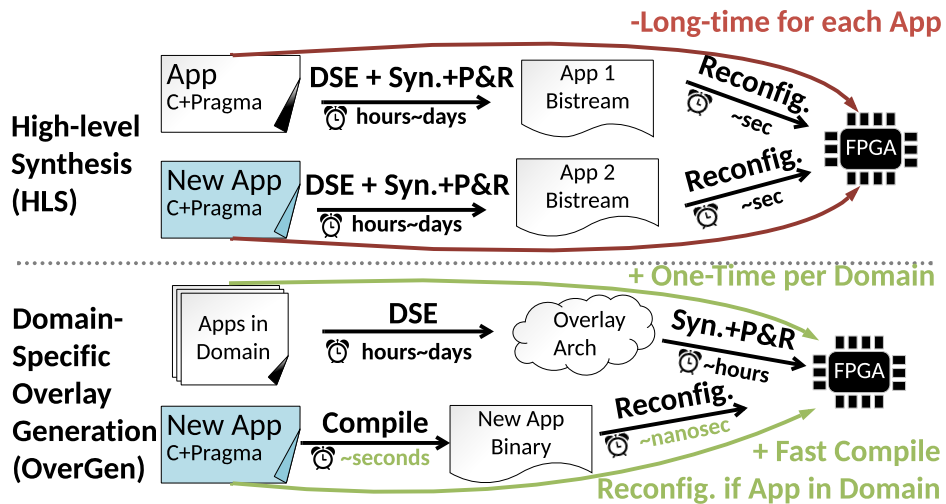 -Long-time for each App
App
C+Pragma
DSE + Syn.+P&R
hours~days
App 1
Bistream
Reconfig.
~sec
High-level
Synthesis
(HLS)
FPGA
New App
C+Pragma
DSE + Syn.+P&R
hours~days
App 2
Bistream
Reconfig.
~sec
+ One-Time per Domain
Domain-
Specific
Overlay
Generation
(OverGen)
Apps in
Domain
DSE
hours~days
Overlay
Arch
Syn.+P&R
~hours
FPGA
New App
C+Pragma
Compile
~seconds
New App
Binary
Reconfig.
~nanosec
+ Fast Compile
Reconfig. if App in Domain